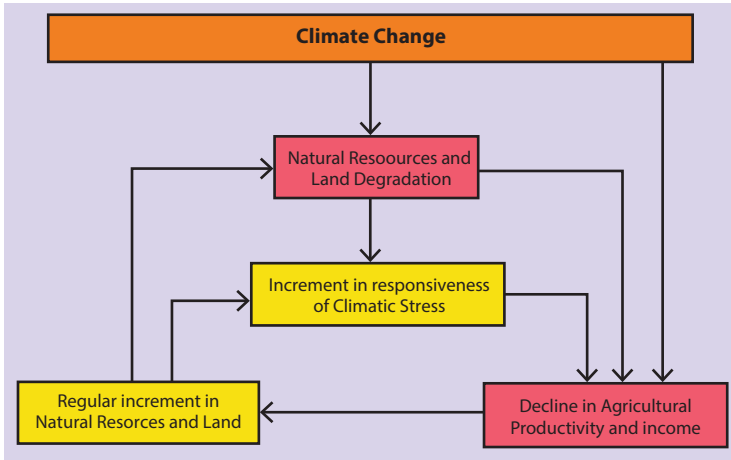 Climate Change
Natural Resoources and
Land Degradation
Increment in responsiveness
of Climatic Stress
Regular increment in
Natural Resorces and Land
Decline in Agricultural
Productivity and income